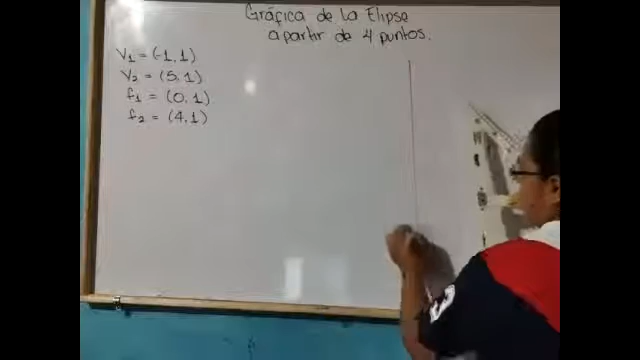 Gráfica de la Elipse
apartir de 4 puntos.
V₁ = (-1, 1)
V₂ = (5, 1)
f₁ = (0, 1)
f₂ = (4, 1)